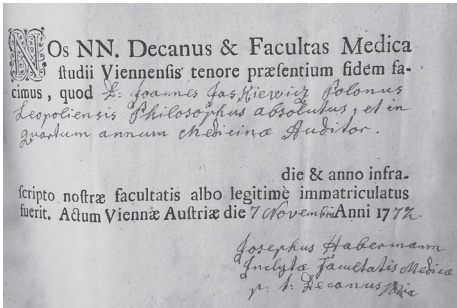 NOs NN. Decanus & Facultas Medica
ſtudii Viennenſis tenore præſentium fidem fa-
cimus, quod D: Joannes Jaskiewicz Polonus
Leopoliensis Philosophus absolutus, et in
quartum annum Medicinæ Auditor.
die & anno infra-
ſcripto noſtræ facultatis albo legitimè immatriculatus
fuerit. Actum Viennæ Auſtriæ die 7 Novembris Anni 1772.
Josephus Habermann
Inclytæ Facultatis Medicæ
p. t. Decanus